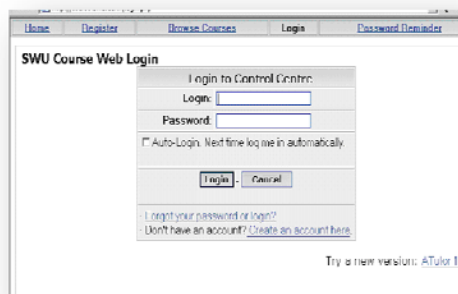 Home Register Browse Courses Login Password Reminder
SWU Course Web Login
Login to Control Centre
Login:
Password:
Auto-Login. Next time log me in automatically.
Login - Cancel
· Forgot your password or login?
· Don't have an account? Create an account here.
Try a new version: ATutor 1